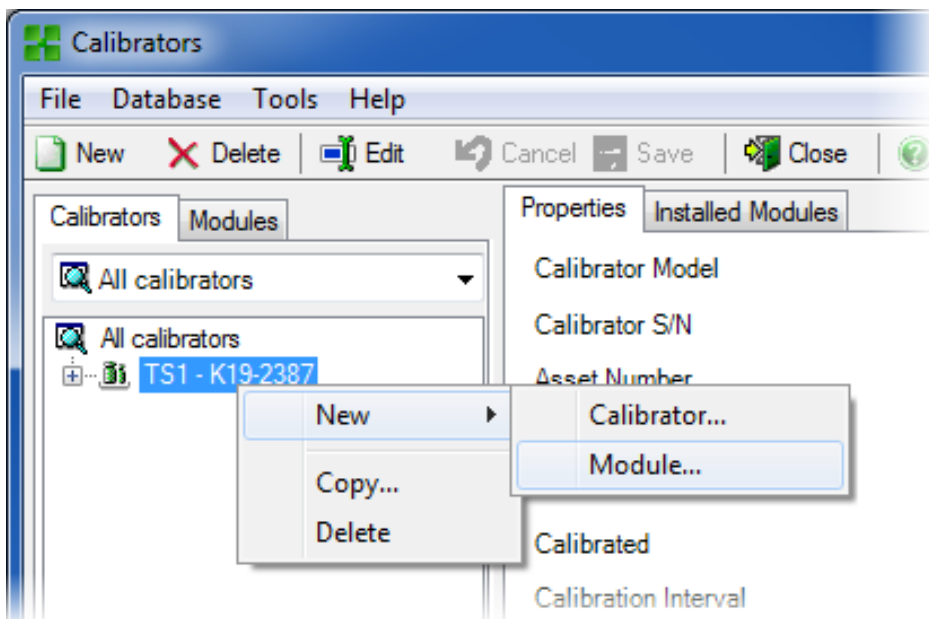 Calibrators
File Database Tools Help
New Delete Edit Cancel Save Close
Calibrators Modules
Properties Installed Modules
All calibrators
Calibrator Model
All calibrators
Calibrator S/N
TS1 - K19-2387
Asset Number
New
Calibrator...
Module...
Copy...
Delete
Calibrated
Calibration Interval